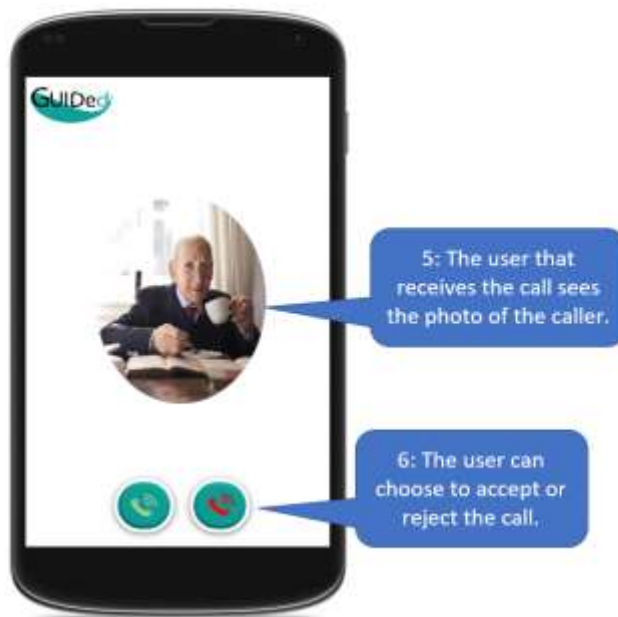 GUIDed
5: The user that
receives the call sees
the photo of the caller.
6: The user can
choose to accept or
reject the call.